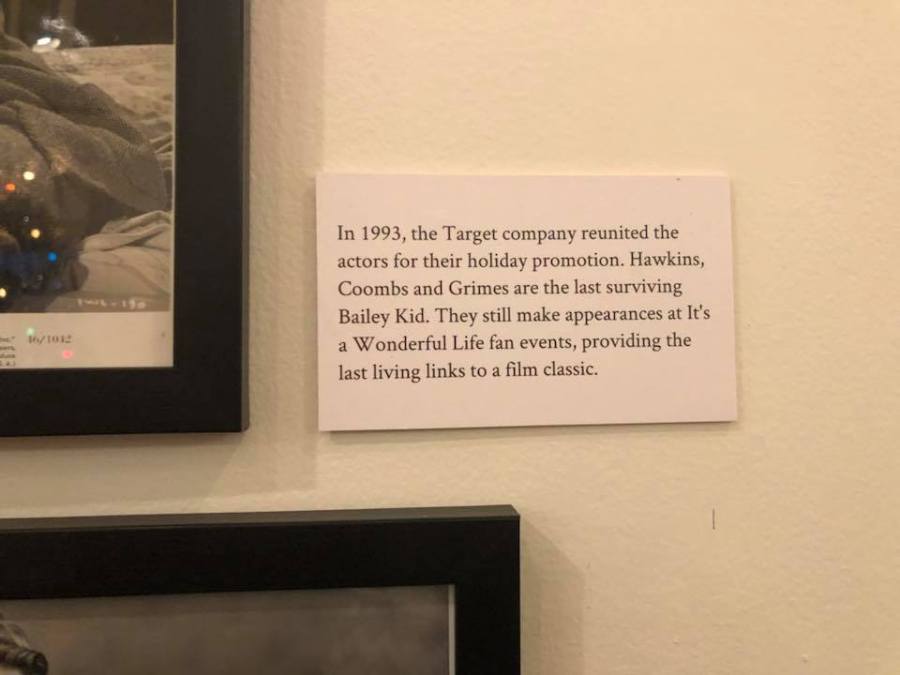 In 1993, the Target company reunited the
actors for their holiday promotion. Hawkins,
Coombs and Grimes are the last surviving
Bailey Kid. They still make appearances at It's
a Wonderful Life fan events, providing the
last living links to a film classic.
46/1042